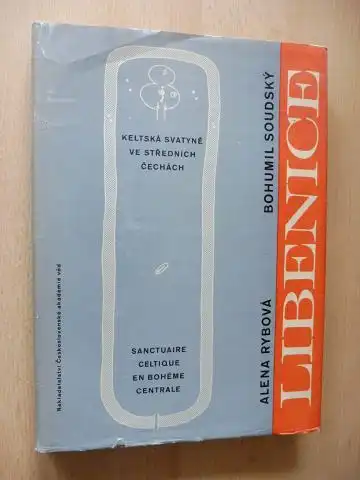 KELTSKÁ SVATYNĚ
VE STŘEDNÍCH
ČECHÁCH
SANCTUAIRE
CELTIQUE
EN BOHÊME
CENTRALE
Nakladatelství Československé akademie věd
ALENA RYBOVÁ
BOHUMIL SOUDSKÝ
LIBENICE